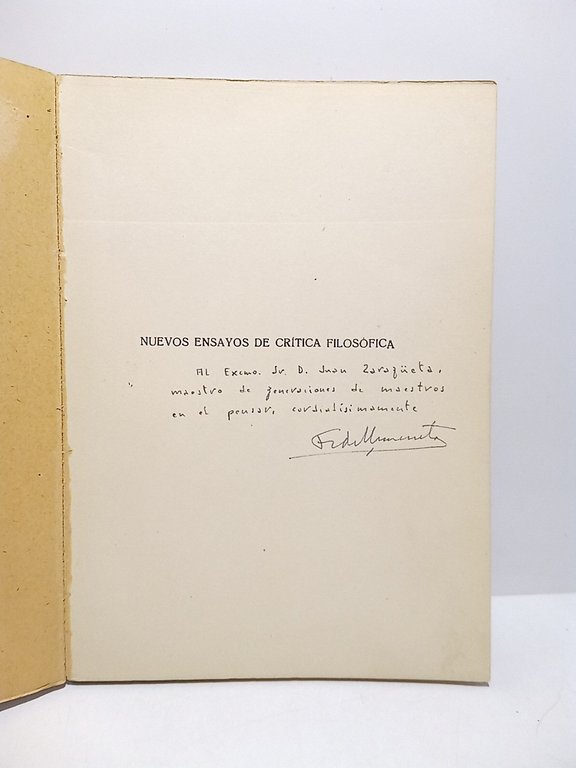 NUEVOS ENSAYOS DE CRÍTICA FILOSÓFICA
Al Excmo. Sr. D. Juan Zaragüeta,
maestro de generaciones de maestros
en el pensar, cordialísimamente